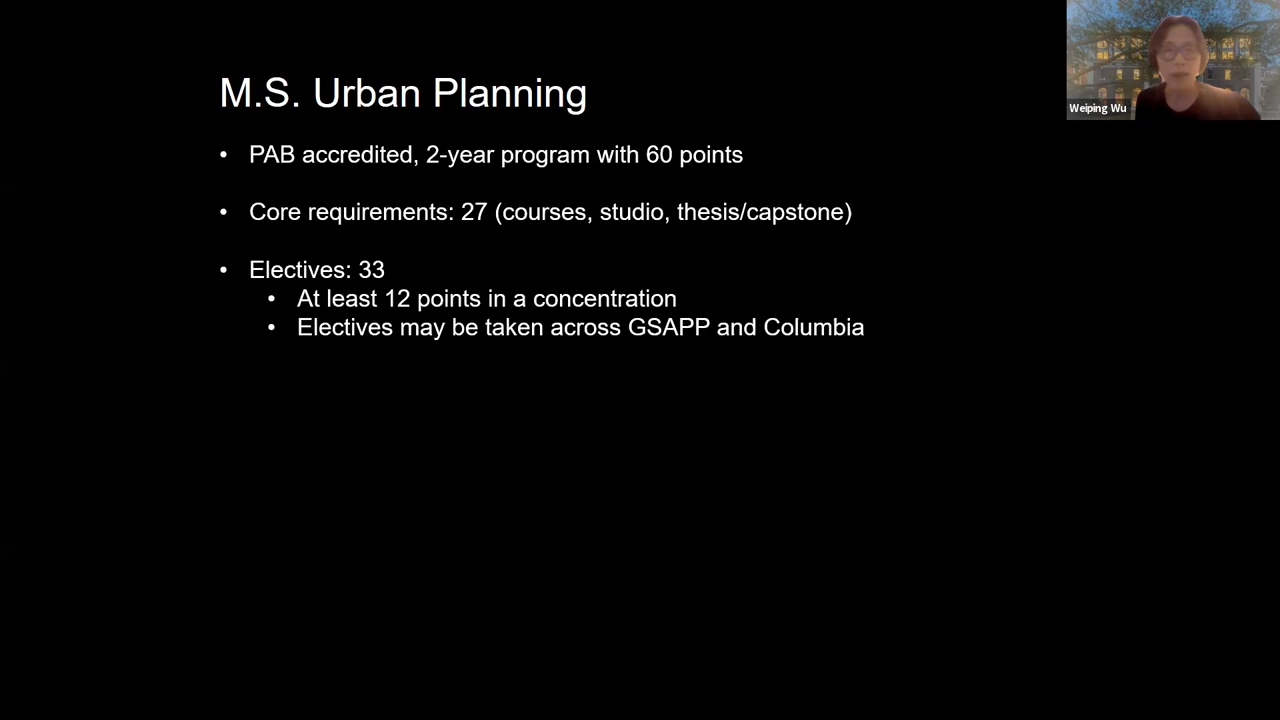 M.S. Urban Planning
• PAB accredited, 2-year program with 60 points
• Core requirements: 27 (courses, studio, thesis/capstone)
• Electives: 33
• At least 12 points in a concentration
• Electives may be taken across GSAPP and Columbia
Weiping Wu